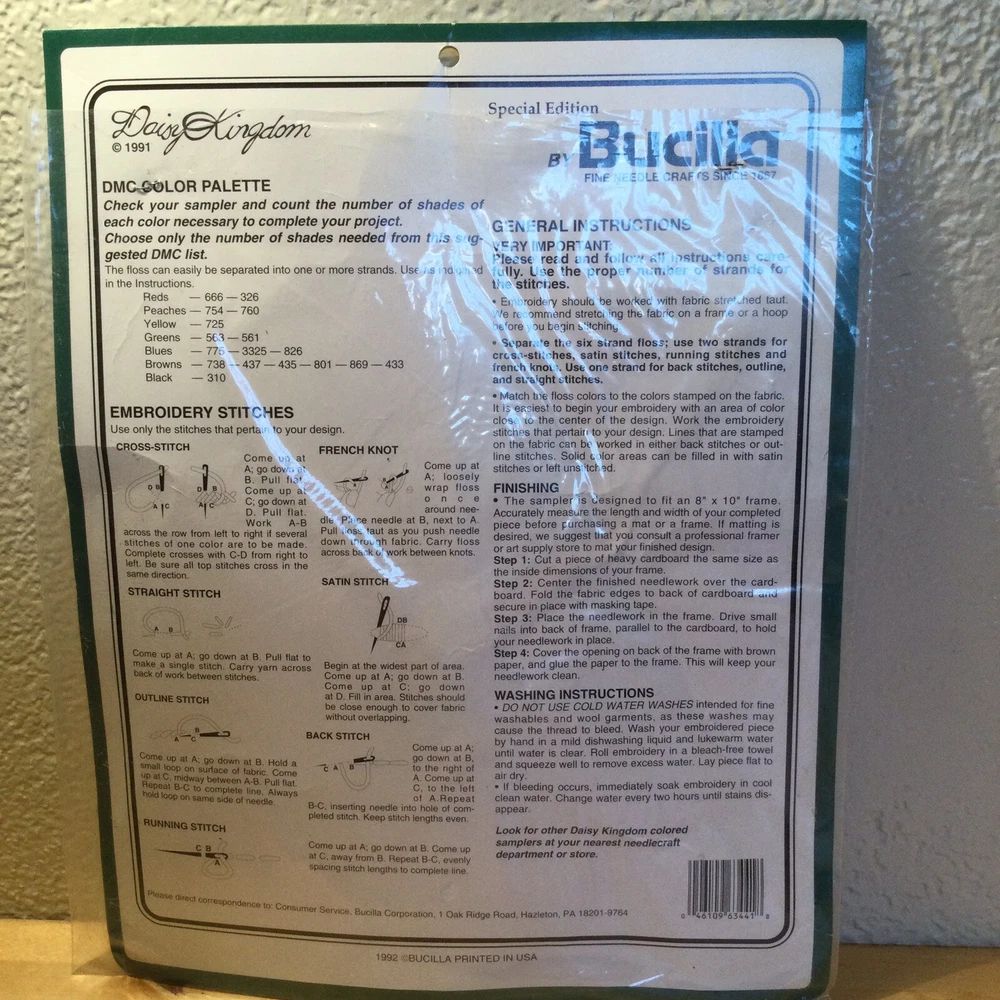 Daisy Kingdom
© 1991
Special Edition
BY Bucilla
FINE NEEDLE CRAFTS SINCE 1867
DMC COLOR PALETTE
Check your sampler and count the number of shades of
each color necessary to complete your project.
Choose only the number of shades needed from this sug-
gested DMC list.
The floss can easily be separated into one or more strands. Use as indicated
in the Instructions.
Reds — 666 — 326
Peaches — 754 — 760
Yellow — 725
Greens — 563 — 561
Blues — 775 — 3325 — 826
Browns — 738 — 437 — 435 — 801 — 869 — 433
Black — 310
EMBROIDERY STITCHES
Use only the stitches that pertain to your design.
CROSS-STITCH
D B
A C
D B
A C
Come up at
A; go down at
B. Pull flat.
Come up at
C; go down at
D. Pull flat.
Work A-B
across the row from left to right if several
stitches of one color are to be made.
Complete crosses with C-D from right to
left. Be sure all top stitches cross in the
same direction.
STRAIGHT STITCH
A B
Come up at A; go down at B. Pull flat to
make a single stitch. Carry yarn across
back of work between stitches.
OUTLINE STITCH
B
A C
Come up at A; go down at B. Hold a
small loop on surface of fabric. Come
up at C, midway between A-B. Pull flat.
Repeat B-C to complete line. Always
hold loop on same side of needle.
RUNNING STITCH
C B
A
Come up at A; go down at B. Come up
at C, away from B. Repeat B-C, evenly
spacing stitch lengths to complete line.
FRENCH KNOT
Come up at
A; loosely
wrap floss
once
around nee-
dle. Place needle at B, next to A.
Pull floss taut as you push needle
down through fabric. Carry floss
across back of work between knots.
SATIN STITCH
DB
CA
Begin at the widest part of area.
Come up at A; go down at B.
Come up at C; go down
at D. Fill in area. Stitches should
be close enough to cover fabric
without overlapping.
BACK STITCH
C A B
Come up at A;
go down at B,
to the right of
A. Come up at
C, to the left
of A. Repeat
B-C, inserting needle into hole of com-
pleted stitch. Keep stitch lengths even.
GENERAL INSTRUCTIONS
VERY IMPORTANT:
Please read and follow all instructions care-
fully. Use the proper number of strands for
the stitches.
• Embroidery should be worked with fabric stretched taut.
We recommend stretching the fabric on a frame or a hoop
before you begin stitching.
• Separate the six strand floss; use two strands for
cross-stitches, satin stitches, running stitches and
french knots. Use one strand for back stitches, outline,
and straight stitches.
• Match the floss colors to the colors stamped on the fabric.
It is easiest to begin your embroidery with an area of color
close to the center of the design. Work the embroidery
stitches that pertain to your design. Lines that are stamped
on the fabric can be worked in either back stitches or out-
line stitches. Solid color areas can be filled in with satin
stitches or left unstitched.
FINISHING
• The sampler is designed to fit an 8" x 10" frame.
Accurately measure the length and width of your completed
piece before purchasing a mat or a frame. If matting is
desired, we suggest that you consult a professional framer
or art supply store to mat your finished design.
Step 1: Cut a piece of heavy cardboard the same size as
the inside dimensions of your frame.
Step 2: Center the finished needlework over the card-
board. Fold the fabric edges to back of cardboard and
secure in place with masking tape.
Step 3: Place the needlework in the frame. Drive small
nails into back of frame, parallel to the cardboard, to hold
your needlework in place.
Step 4: Cover the opening on back of the frame with brown
paper, and glue the paper to the frame. This will keep your
needlework clean.
WASHING INSTRUCTIONS
• DO NOT USE COLD WATER WASHES intended for fine
washables and wool garments, as these washes may
cause the thread to bleed. Wash your embroidered piece
by hand in a mild dishwashing liquid and lukewarm water
until water is clear. Roll embroidery in a bleach-free towel
and squeeze well to remove excess water. Lay piece flat to
air dry.
• If bleeding occurs, immediately soak embroidery in cool
clean water. Change water every two hours until stains dis-
appear.
Look for other Daisy Kingdom colored
samplers at your nearest needlecraft
department or store.
0 46109 63441 8
Please direct correspondence to: Consumer Service, Bucilla Corporation, 1 Oak Ridge Road, Hazleton, PA 18201-9764
1992 ©BUCILLA PRINTED IN USA